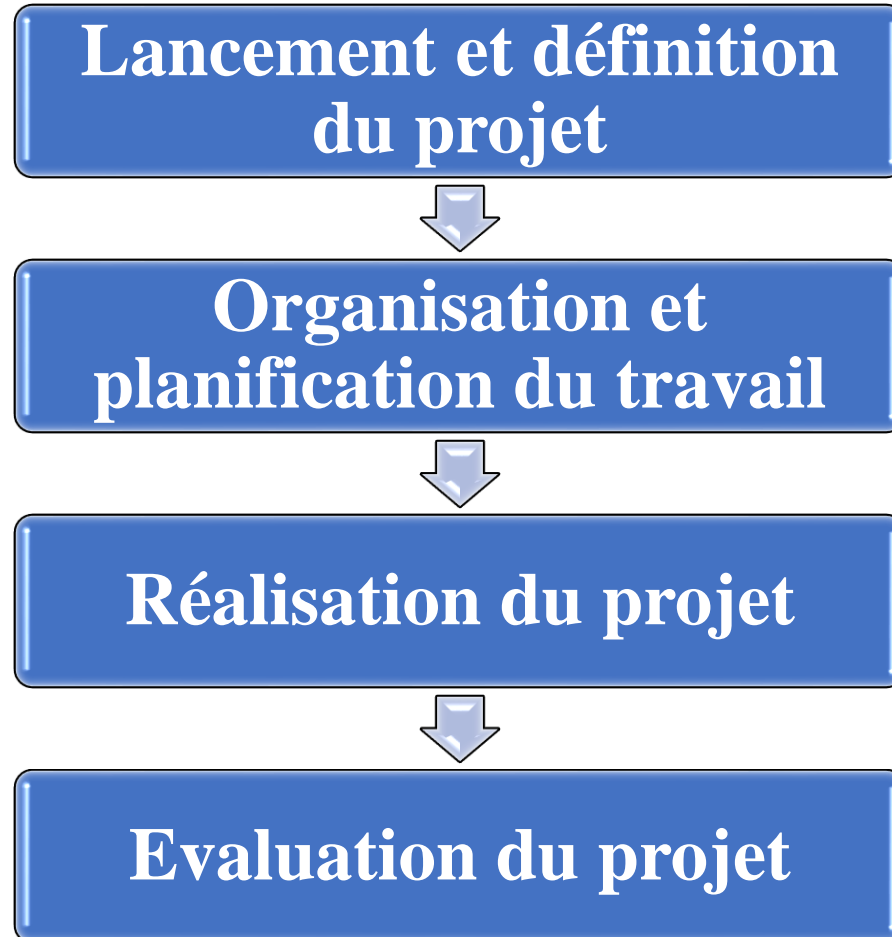 Lancement et définition
du projet
Organisation et
planification du travail
Réalisation du projet
Evaluation du projet